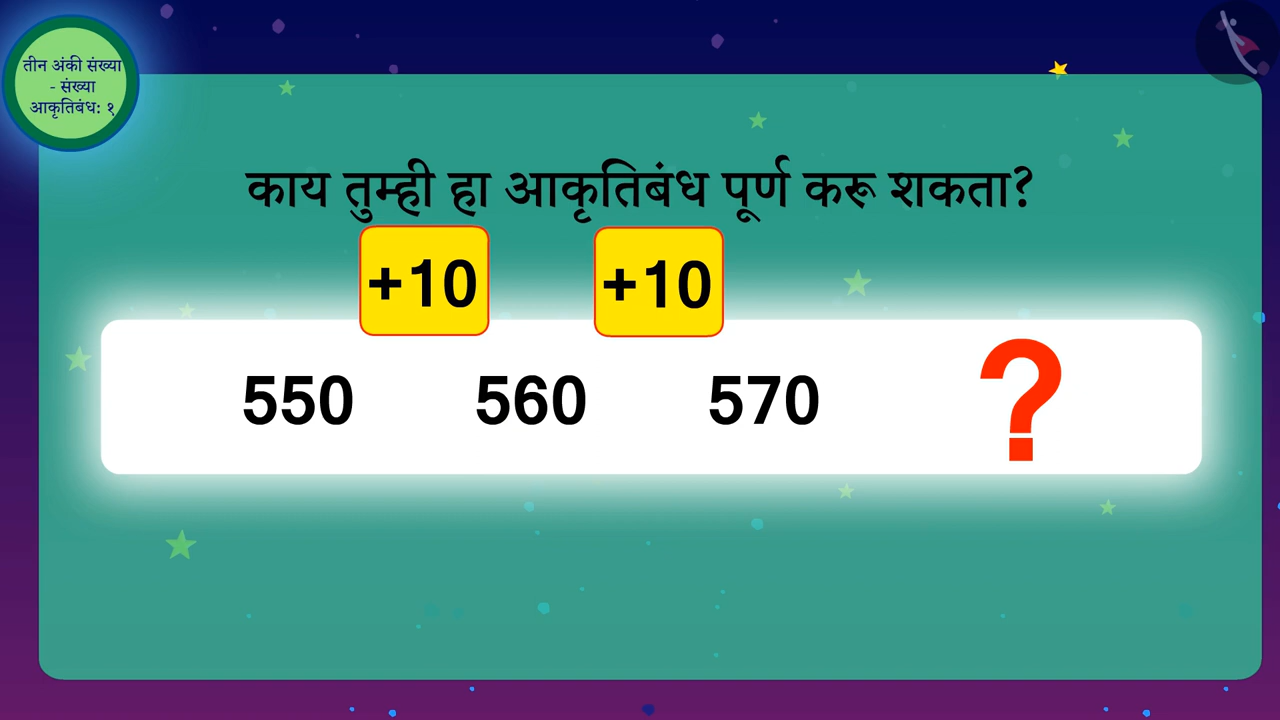 तीन अंकी संख्या
- संख्या
आकृतिबंध: १
काय तुम्ही हा आकृतिबंध पूर्ण करू शकता?
+10 +10
550 560 570 ?